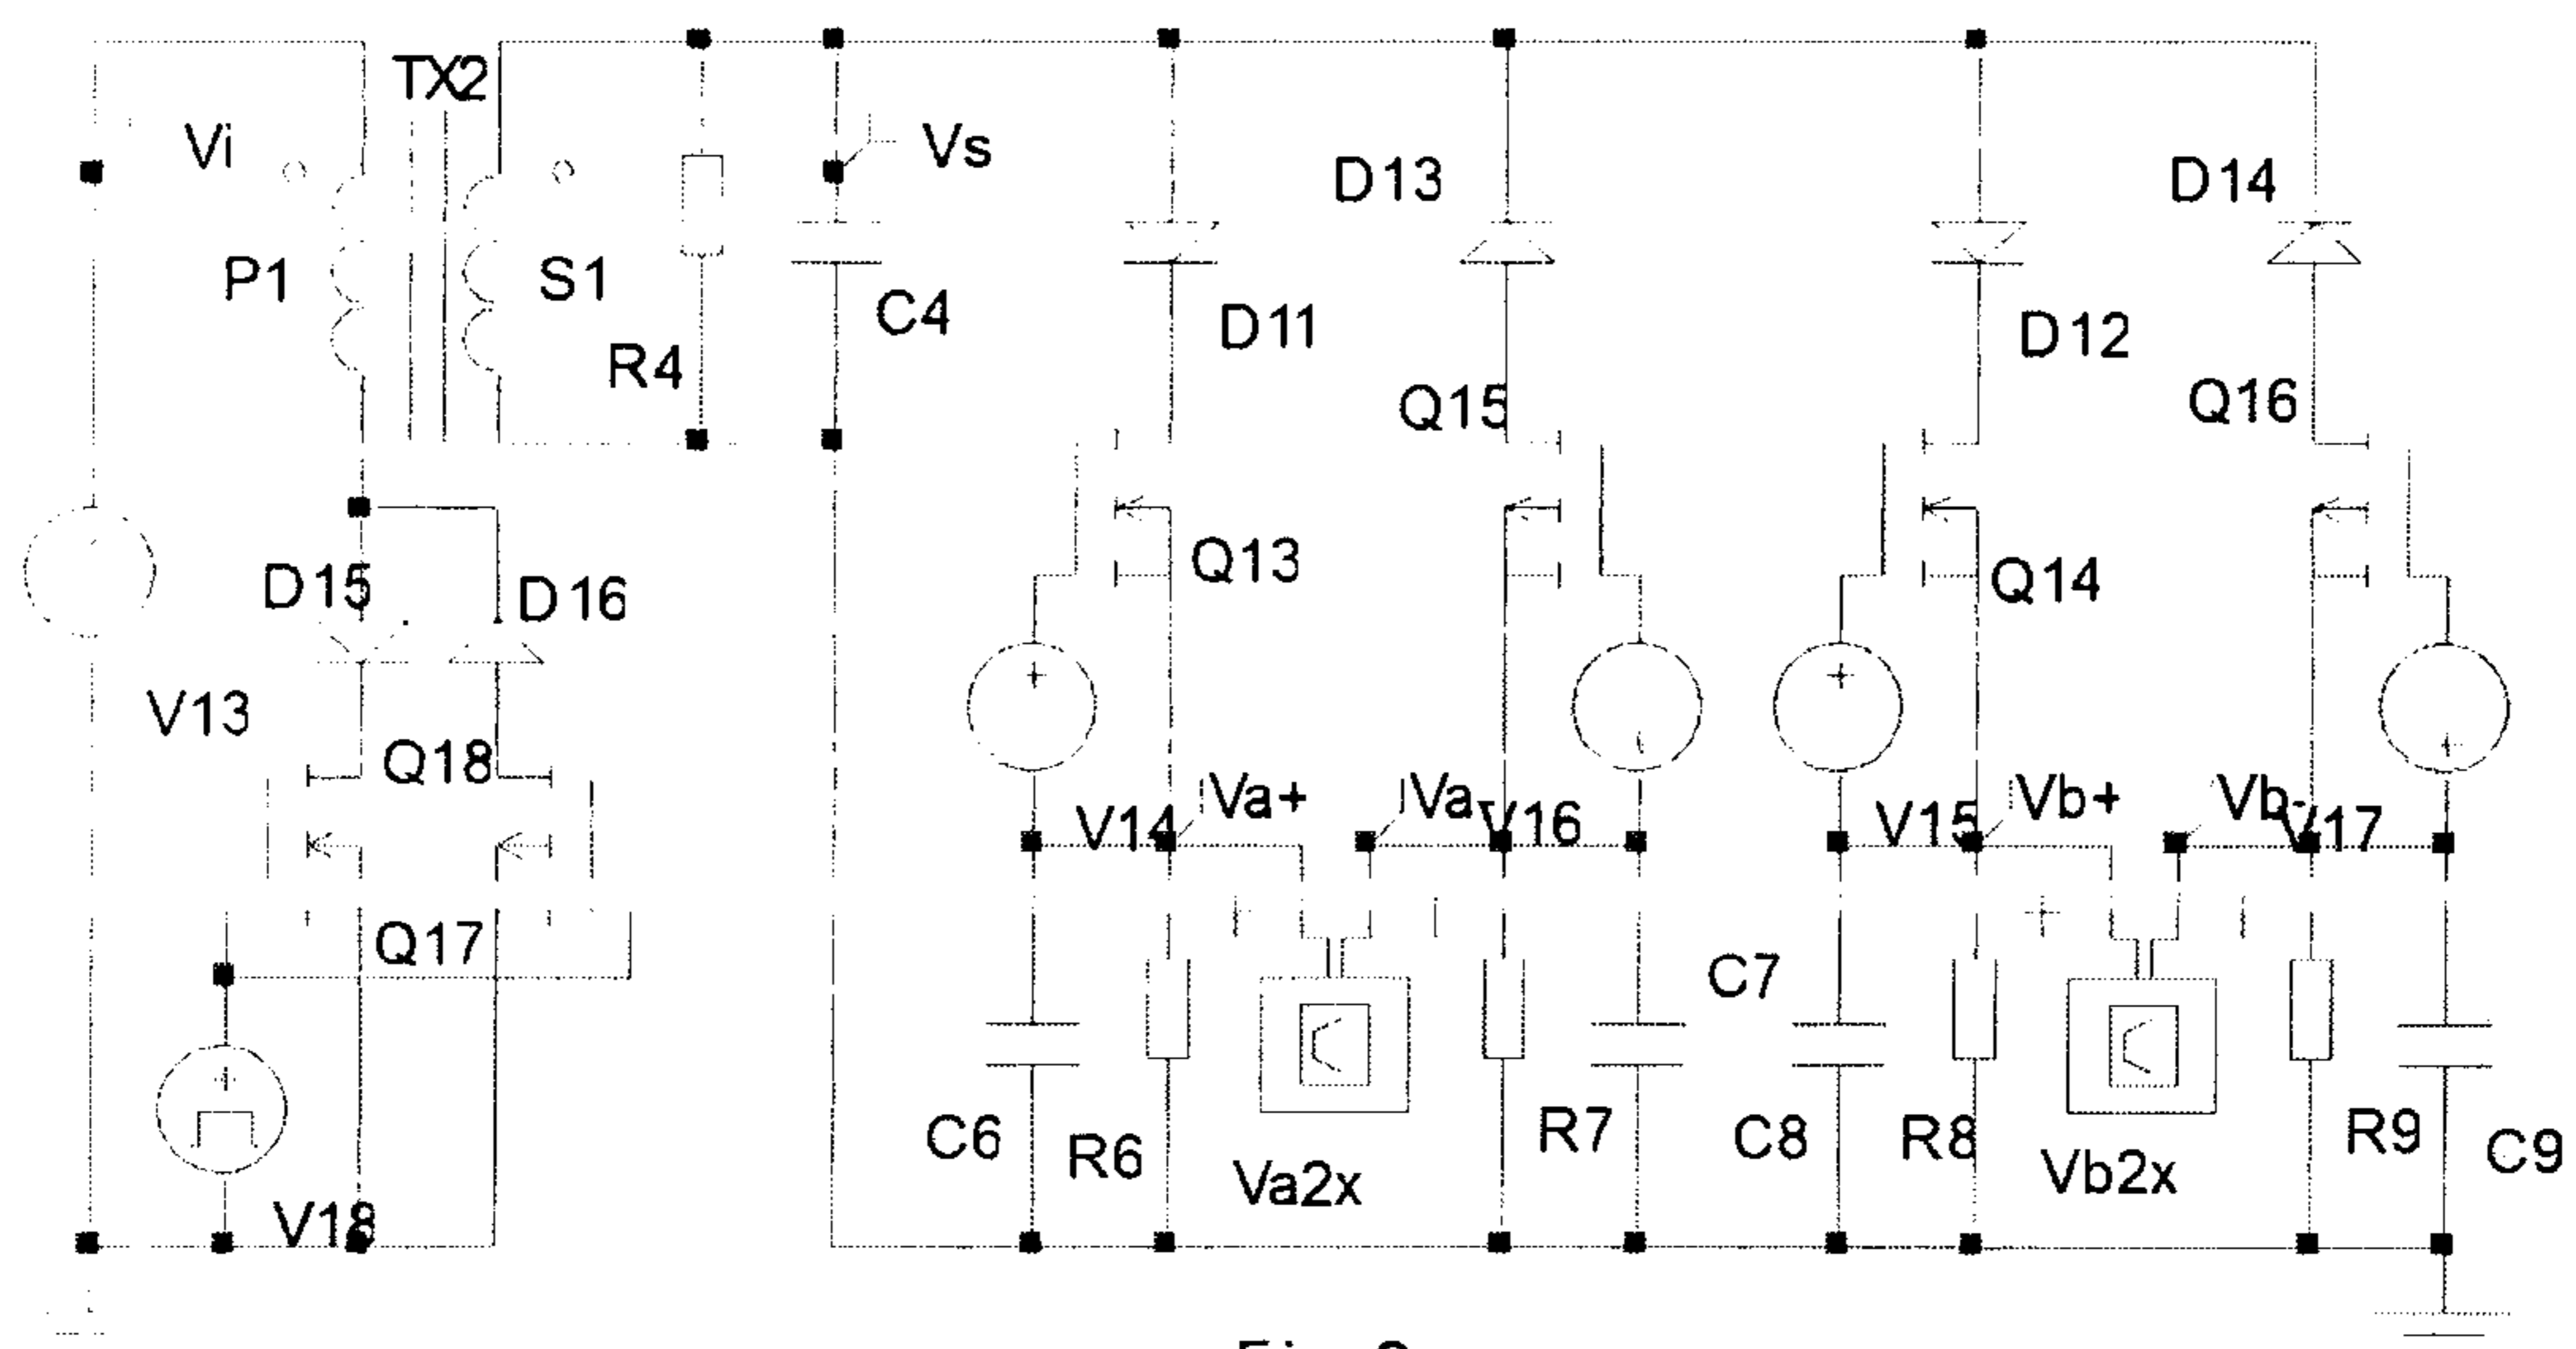 TX2
Vi
Vs
D13
D14
P1
S1
C4
D11
D12
R4
Q15
Q16
Q13
Q14
D15
D16
V13
Q18
V14
Va+
Va-
V16
V15
Vb+
Vb-
V17
Q17
C7
C6
R6
R7
C8
R8
R9
C9
Va2x
Vb2x